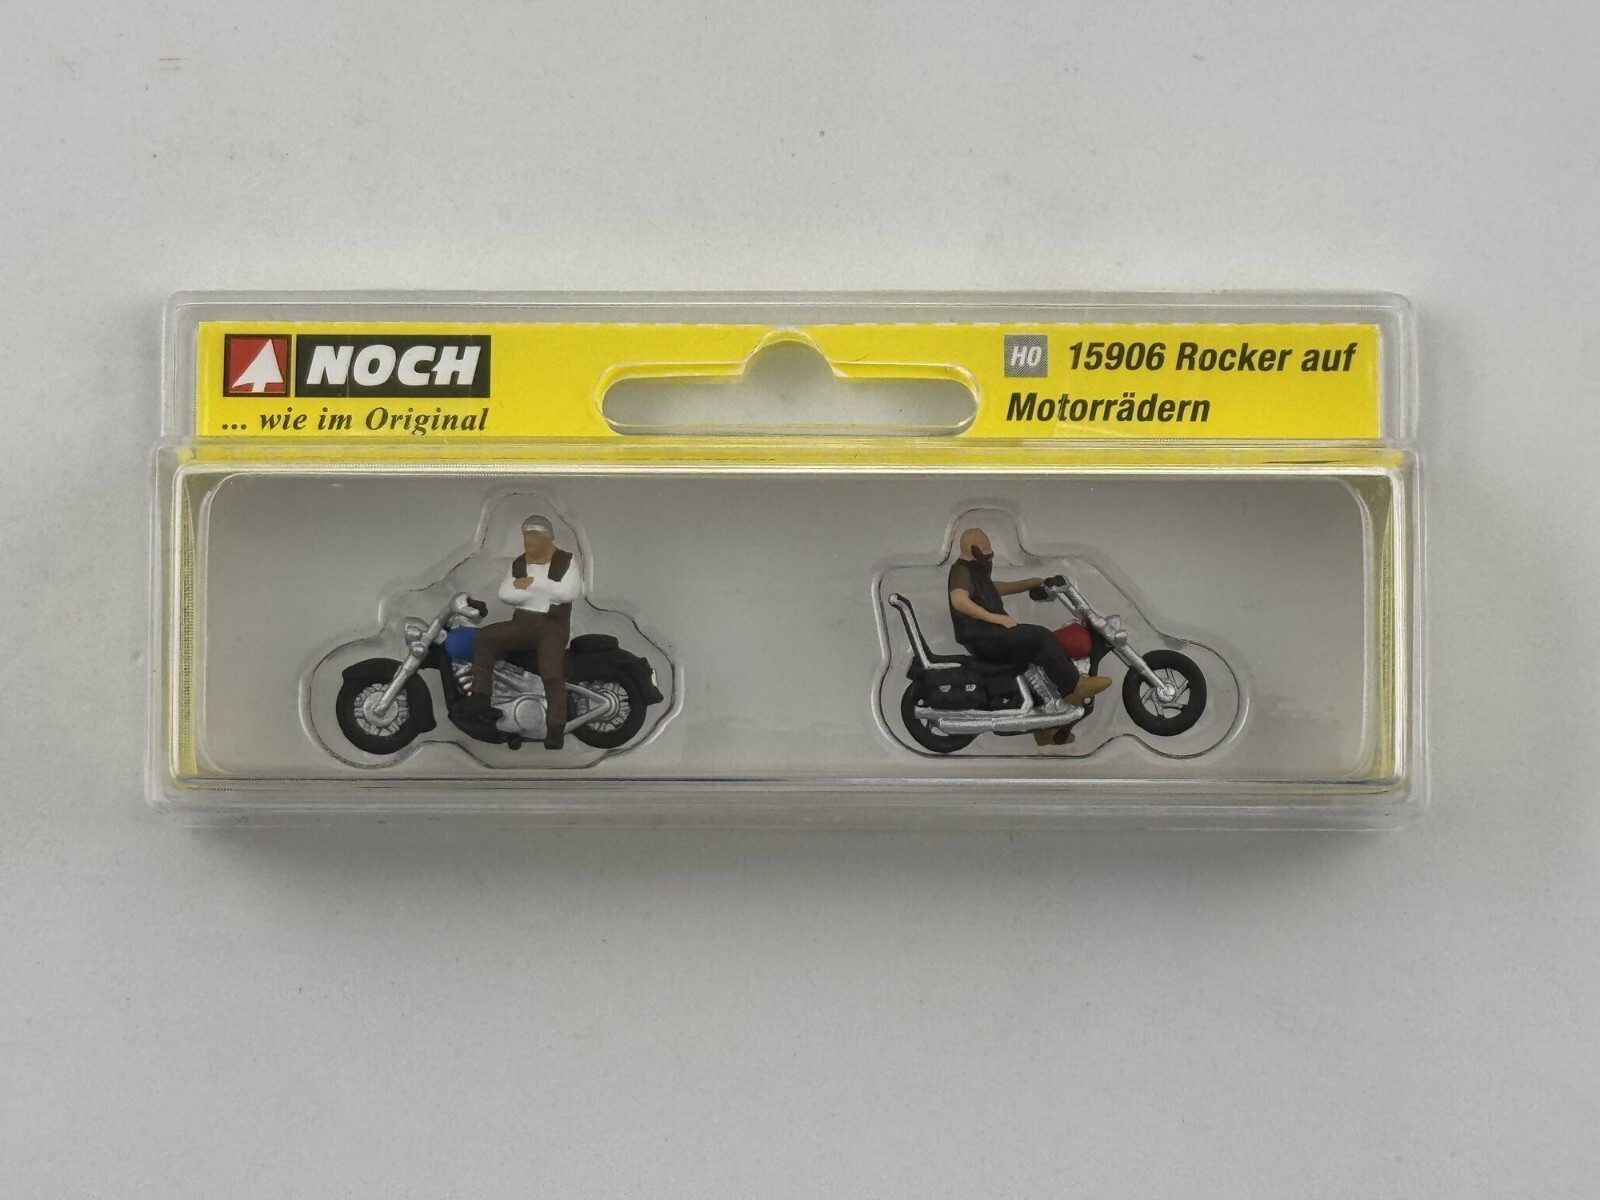 NOCH
... wie im Original
H0 15906 Rocker auf
Motorrädern